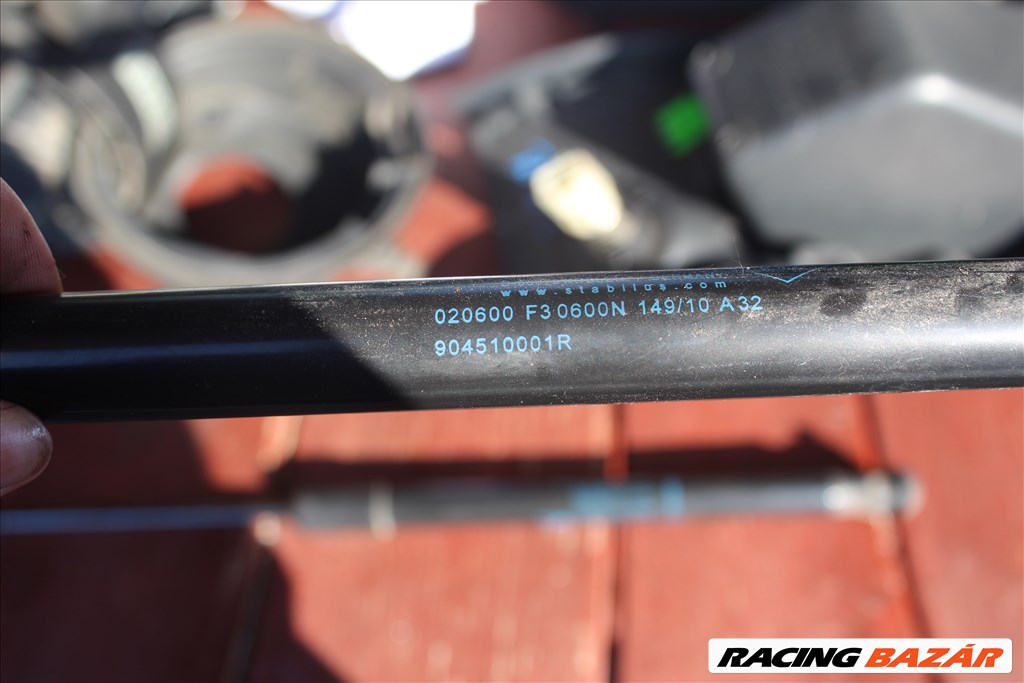 www.stabilus.com
020600 F3 0600N 149/10 A32
904510001R
RACING BAZÁR